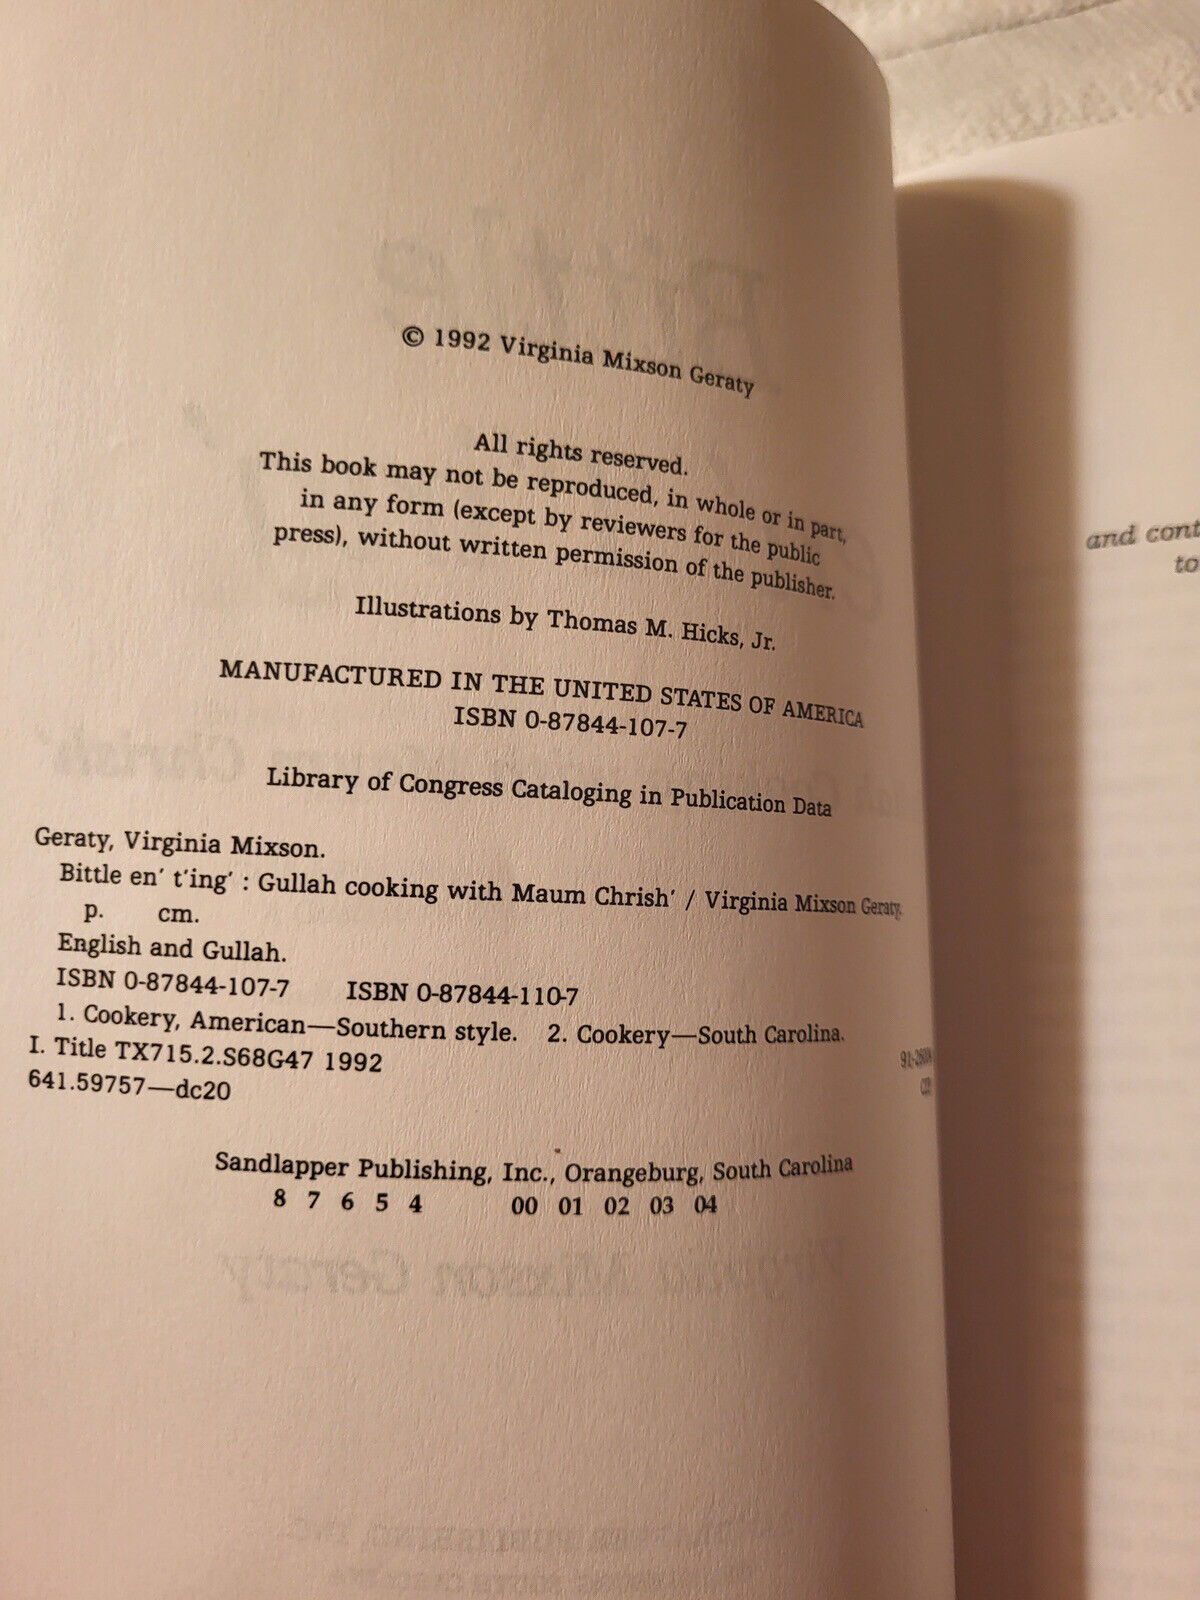 © 1992 Virginia Mixson Geraty
All rights reserved.
This book may not be reproduced, in whole or in part,
in any form (except by reviewers for the public
press), without written permission of the publisher.
Illustrations by Thomas M. Hicks, Jr.
MANUFACTURED IN THE UNITED STATES OF AMERICA
ISBN 0-87844-107-7
Library of Congress Cataloging in Publication Data
Geraty, Virginia Mixson.
Bittle en' t'ing' : Gullah cooking with Maum Chrish' / Virginia Mixson Geraty.
p. cm.
English and Gullah.
ISBN 0-87844-107-7 ISBN 0-87844-110-7
1. Cookery, American—Southern style. 2. Cookery—South Carolina.
I. Title TX715.2.S68G47 1992
641.59757—dc20
Sandlapper Publishing, Inc., Orangeburg, South Carolina
8 7 6 5 4 00 01 02 03 04
and cont
to